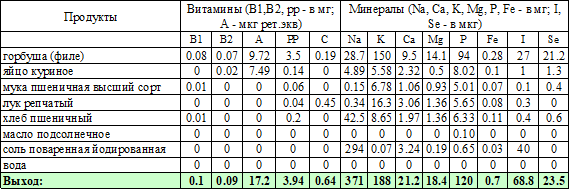 Продукты Витамины (B1,B2, рр - в мг; А - мкг рет.экв) Минералы (Na, Ca, K, Mg, P, Fe - в мг; I, Se - в мкг)
B1 B2 A PP C Na K Ca Mg P Fe I Se
горбуша (филе) 0.08 0.07 9.72 3.5 0.19 28.7 150 9.5 14.1 94 0.28 27 21.2
яйцо куриное 0 0.02 7.49 0.14 0 4.89 5.58 2.32 0.5 8.02 0.1 1 1.3
мука пшеничная высший сорт 0.01 0 0 0.06 0 0.15 6.78 1.06 0.93 5.01 0.07 0.1 0.4
лук репчатый 0 0 0 0.04 0.45 0.34 16.3 3.06 1.36 5.65 0.08 0.3 0
хлеб пшеничный 0.01 0 0 0.2 0 42.5 8.65 1.97 1.36 6.33 0.11 0.4 0.6
масло подсолнечное 0 0 0 0 0 0 0 0 0 0.10 0 0 0
соль поваренная йодированная 0 0 0 0 0 294 0.07 3.24 0.19 0.65 0.03 40 0
вода 0 0 0 0 0 0 0 0 0 0 0 0 0
Выход: 0.1 0.09 17.2 3.94 0.64 371 188 21.2 18.4 120 0.7 68.8 23.5